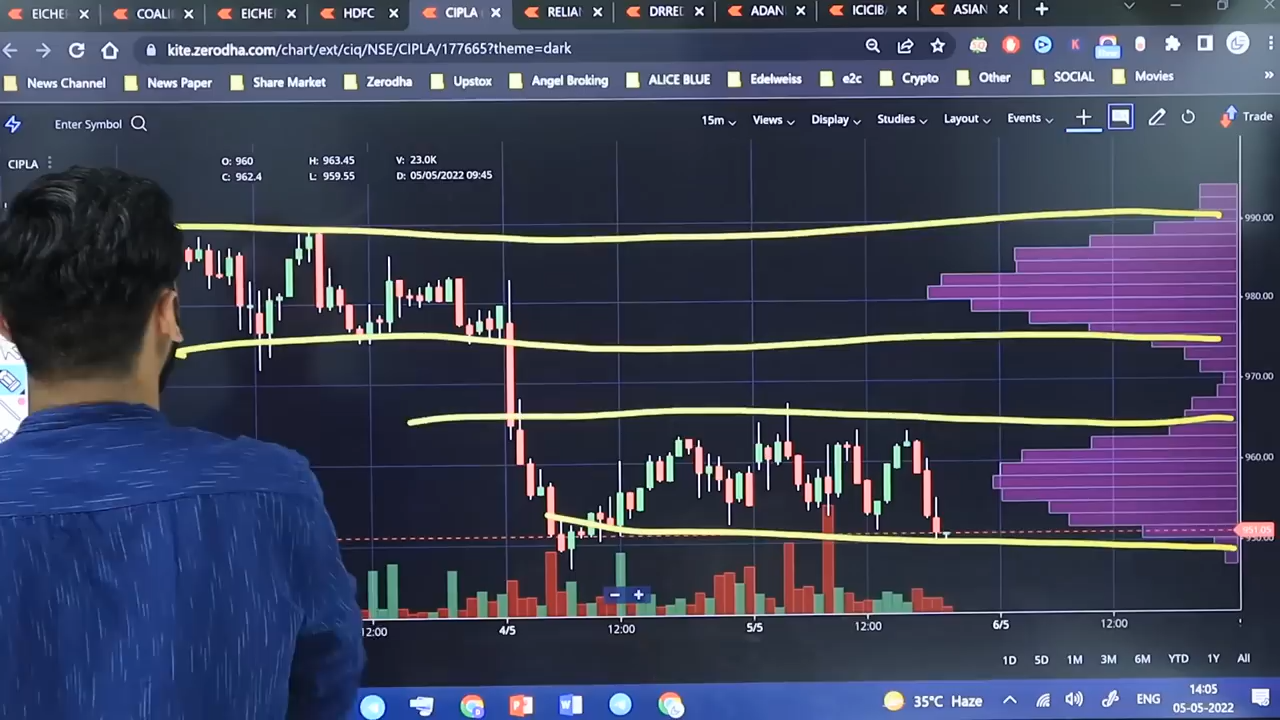 EICHE COALI EICHE HDFC CIPLA RELIA DRRED ADAN ICICIB ASIAN
kite.zerodha.com/chart/ext/ciq/NSE/CIPLA/177665?theme=dark
News Channel News Paper Share Market Zerodha Upstox Angel Broking ALICE BLUE Edelweiss e2c Crypto Other SOCIAL Movies
Enter Symbol 15m Views Display Studies Layout Events Trade
CIPLA O: 960 H: 963.45 V: 23.0K
C: 962.4 L: 959.55 D: 05/05/2022 09:45
990.00
980.00
970.00
960.00
951.05
12:00 4/5 12:00 5/5 12:00 6/5 12:00
1D 5D 1M 3M 6M YTD 1Y All
35°C Haze ENG 14:05
05-05-2022